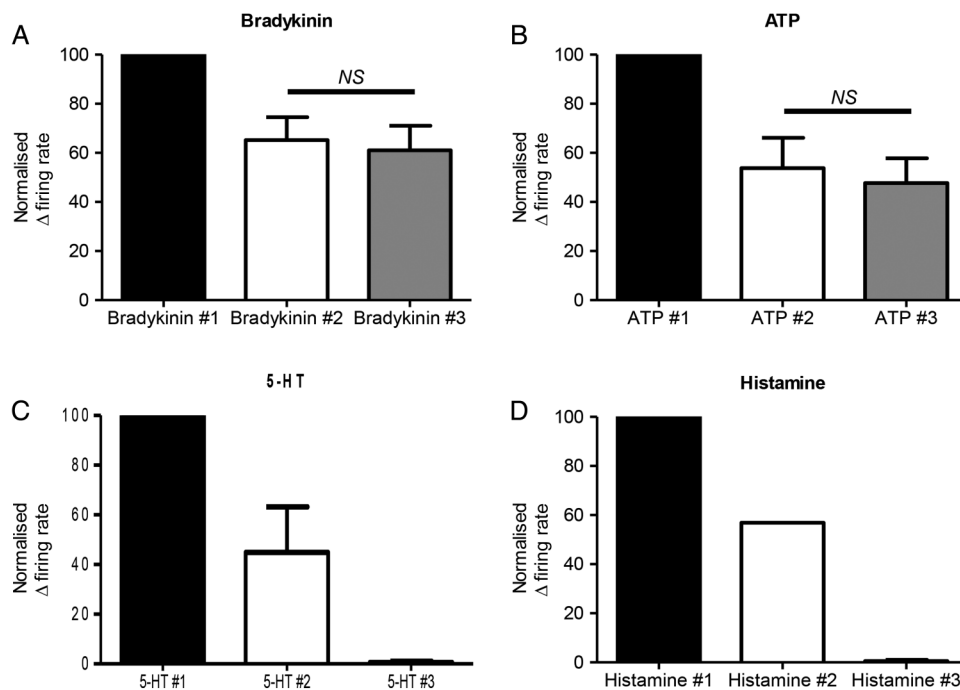 A
Bradykinin
Normalised
Δ firing rate
100
80
60
40
20
0
NS
Bradykinin #1 Bradykinin #2 Bradykinin #3
B
ATP
Normalised
Δ firing rate
100
80
60
40
20
0
NS
ATP #1 ATP #2 ATP #3
C
5-HT
Normalised
Δ firing rate
100
80
60
40
20
0
5-HT #1 5-HT #2 5-HT #3
D
Histamine
Normalised
Δ firing rate
100
80
60
40
20
0
Histamine #1 Histamine #2 Histamine #3